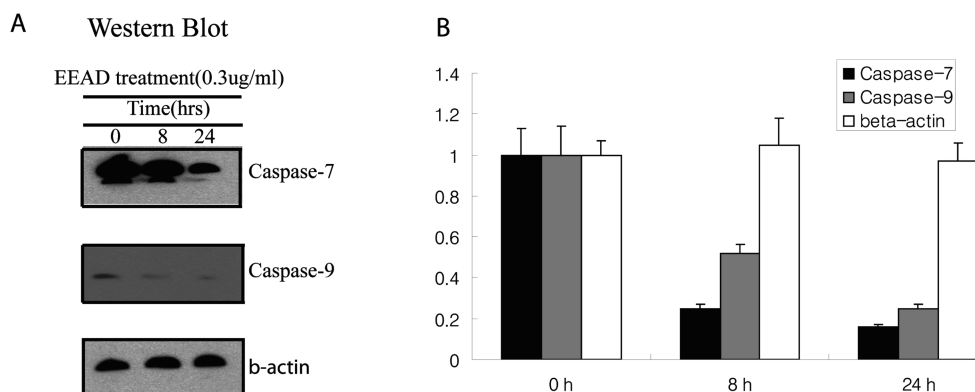 A
Western Blot
EEAD treatment(0.3ug/ml)
Time(hrs)
0 8 24
Caspase-7
Caspase-9
b-actin
B
1.4
1.2
1
0.8
0.6
0.4
0.2
0
Caspase-7
Caspase-9
beta-actin
0 h 8 h 24 h